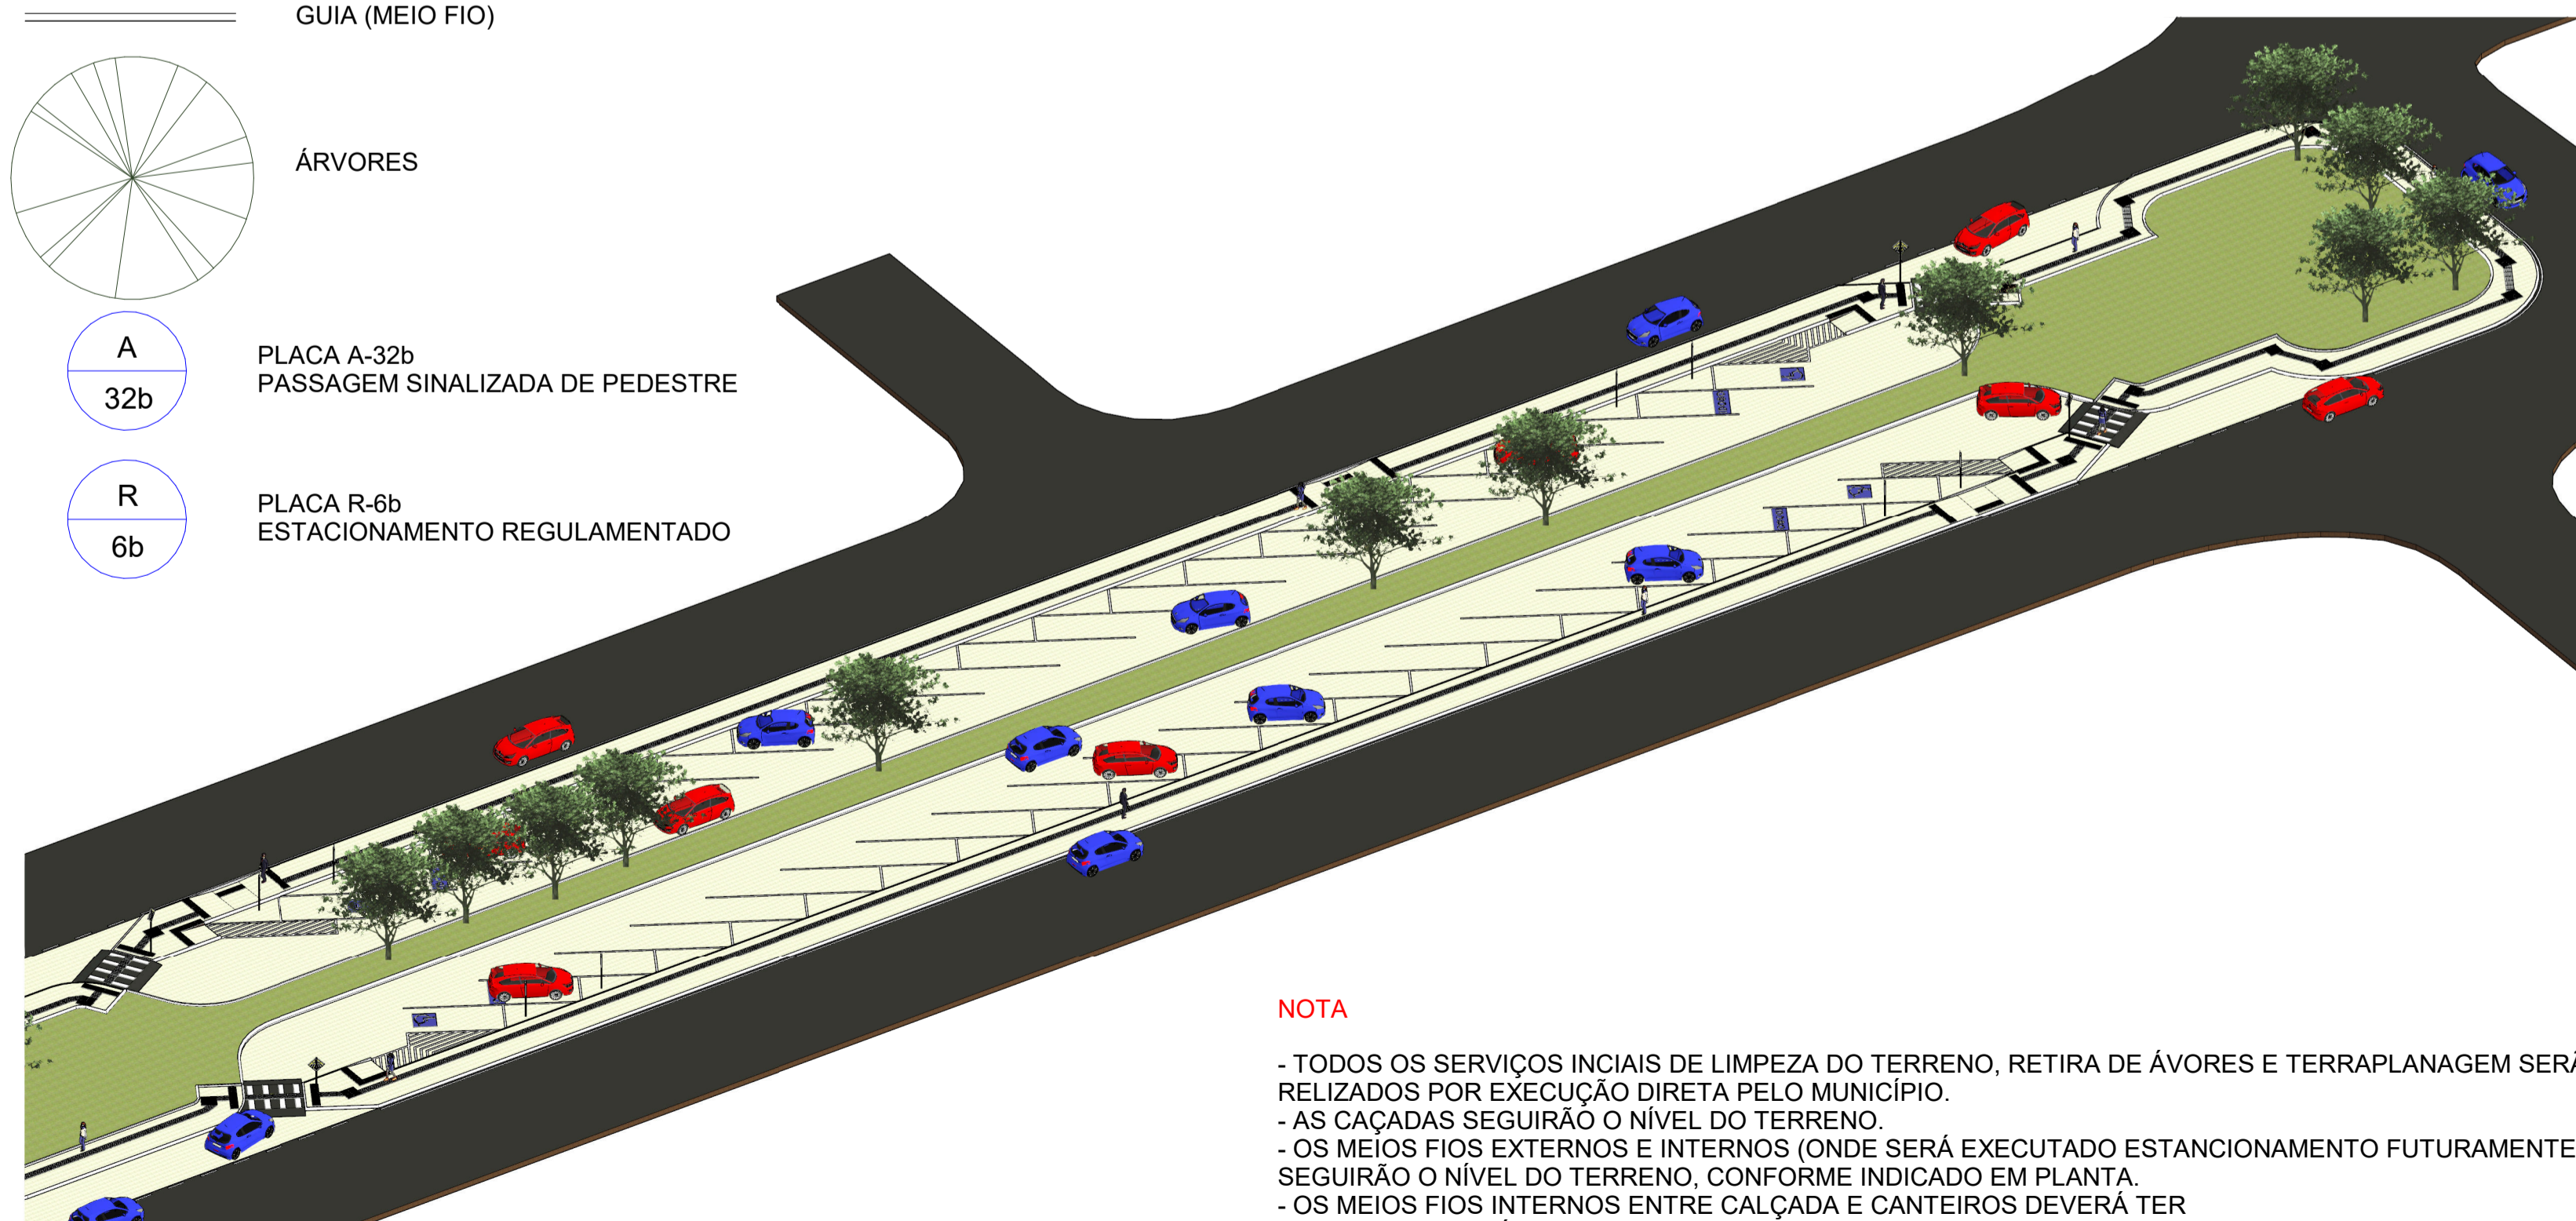 GUIA (MEIO FIO)
ÁRVORES
A
32b
PLACA A-32b
PASSAGEM SINALIZADA DE PEDESTRE
R
6b
PLACA R-6b
ESTACIONAMENTO REGULAMENTADO
NOTA
- TODOS OS SERVIÇOS INCIAIS DE LIMPEZA DO TERRENO, RETIRA DE ÁVORES E TERRAPLANAGEM SERÃ
RELIZADOS POR EXECUÇÃO DIRETA PELO MUNICÍPIO.
- AS CAÇADAS SEGUIRÃO O NÍVEL DO TERRENO.
- OS MEIOS FIOS EXTERNOS E INTERNOS (ONDE SERÁ EXECUTADO ESTANCIONAMENTO FUTURAMENTE
SEGUIRÃO O NÍVEL DO TERRENO, CONFORME INDICADO EM PLANTA.
- OS MEIOS FIOS INTERNOS ENTRE CALÇADA E CANTEIROS DEVERÁ TER